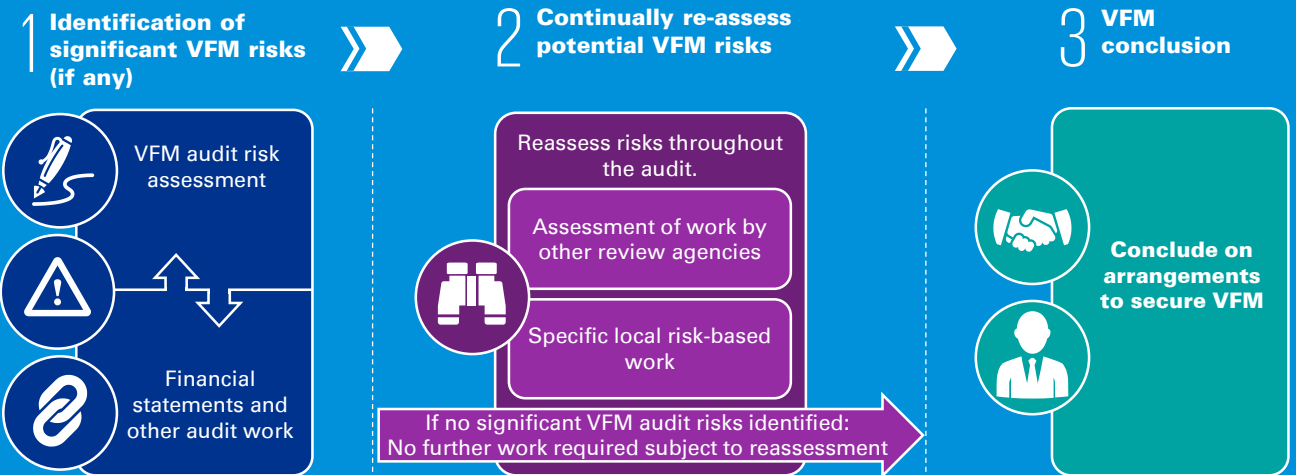 1
Identification of
significant VFM risks
(if any)
2
Continually re-assess
potential VFM risks
3
VFM
conclusion
VFM audit risk
assessment
Financial
statements and
other audit work
Reassess risks throughout
the audit.
Assessment of work by
other review agencies
Specific local risk-based
work
If no significant VFM audit risks identified:
No further work required subject to reassessment
Conclude on
arrangements
to secure VFM